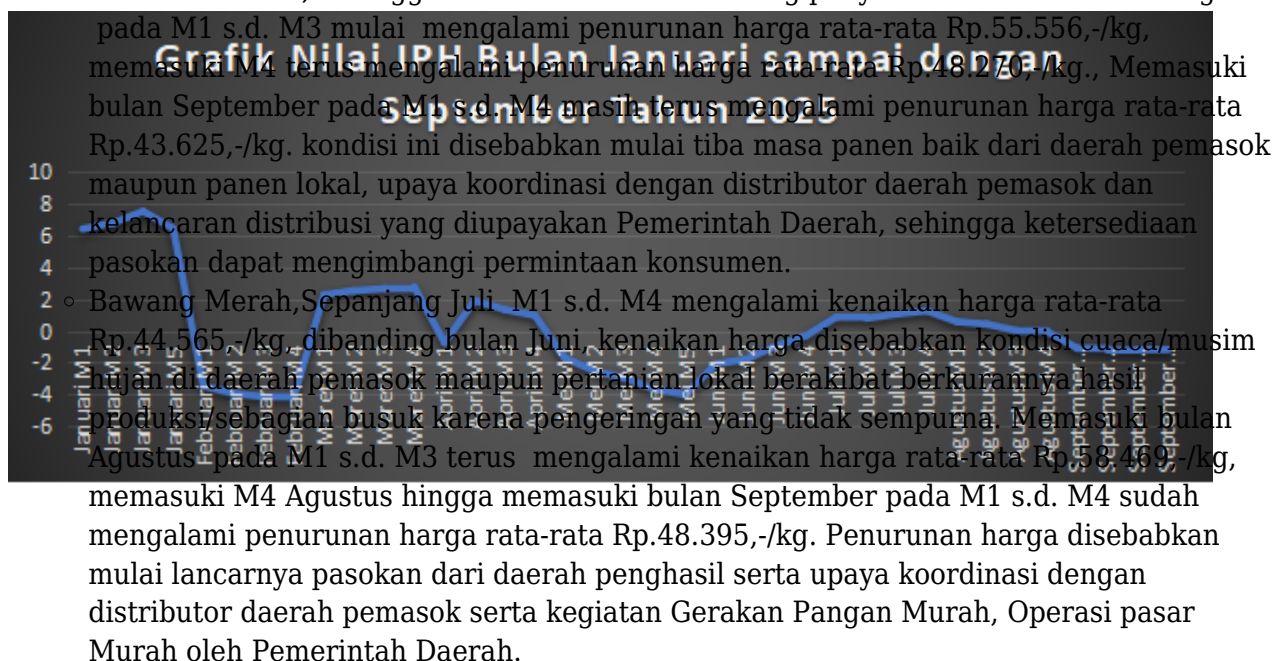 pada M1 s.d. M3 mulai mengalami penurunan harga rata-rata Rp.55.556,-/kg,
memasuki M4 terus mengalami penurunan harga rata-rata Rp.48.270,-/kg., Memasuki
bulan September pada M1 s.d. M4 masih terus mengalami penurunan harga rata-rata
Rp.43.625,-/kg. kondisi ini disebabkan mulai tiba masa panen baik dari daerah pemasok
maupun panen lokal, upaya koordinasi dengan distributor daerah pemasok dan
kelancaran distribusi yang diupayakan Pemerintah Daerah, sehingga ketersediaan
pasokan dapat mengimbangi permintaan konsumen.
Bawang Merah,Sepanjang Juli M1 s.d. M4 mengalami kenaikan harga rata-rata
Rp.44.565,-/kg, dibanding bulan Juni, kenaikan harga disebabkan kondisi cuaca/musim
hujan di daerah pemasok maupun pertanian lokal berakibat berkurannya hasil
produksi/sebagian busuk karena pengeringan yang tidak sempurna. Memasuki bulan
Agustus pada M1 s.d. M3 terus mengalami kenaikan harga rata-rata Rp.58.469,-/kg,
memasuki M4 Agustus hingga memasuki bulan September pada M1 s.d. M4 sudah
mengalami penurunan harga rata-rata Rp.48.395,-/kg. Penurunan harga disebabkan
mulai lancarnya pasokan dari daerah penghasil serta upaya koordinasi dengan
distributor daerah pemasok serta kegiatan Gerakan Pangan Murah, Operasi pasar
Murah oleh Pemerintah Daerah.
Grafik Nilai IPH Bulan Januari sampai dengan
September Tahun 2025
10
8
6
4
2
0
-2
-4
-6
Januari M1
Januari M3
Januari M5
September…
September…
September…
September…